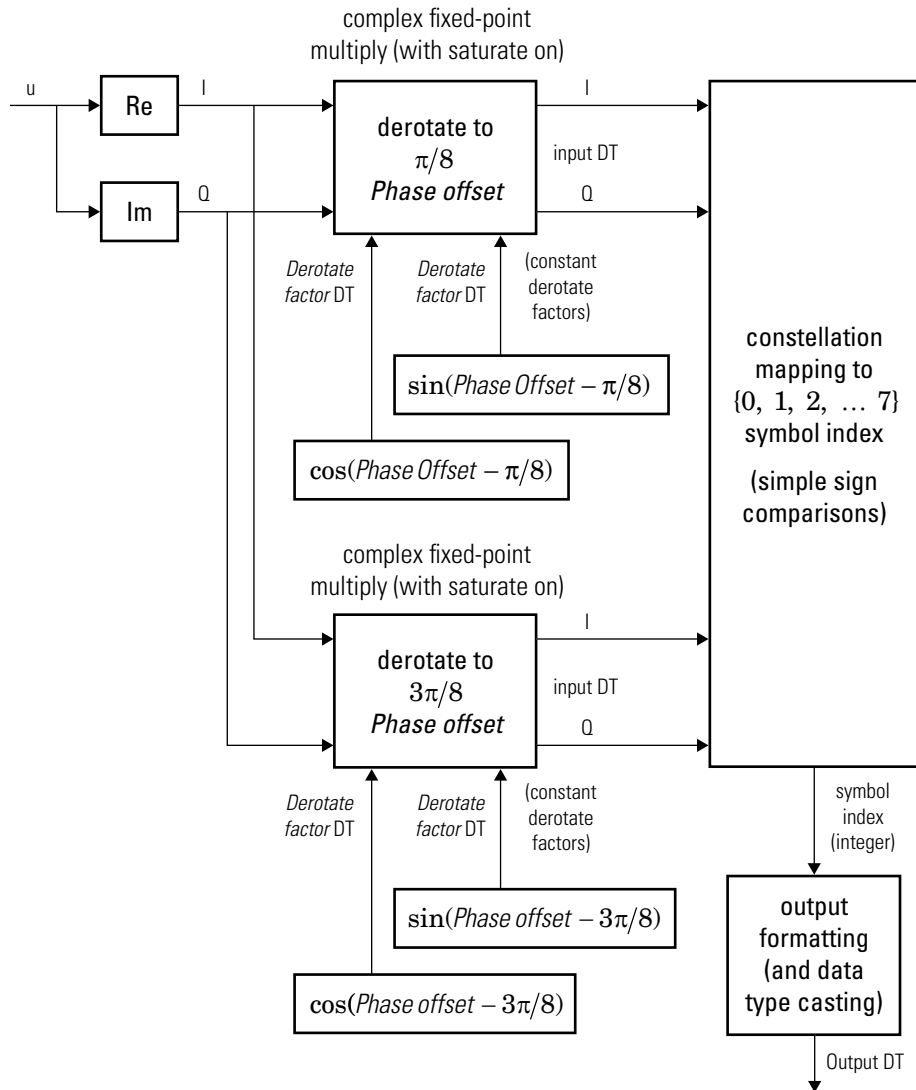 complex fixed-point
multiply (with saturate on)
u
Re
I
derotate to
π/8
Phase offset
I
input DT
Q
Im
Q
Derotate
factor DT
Derotate
factor DT
(constant
derotate
factors)
sin(Phase Offset − π/8)
cos(Phase Offset − π/8)
constellation
mapping to
{0, 1, 2, … 7}
symbol index
(simple sign
comparisons)
complex fixed-point
multiply (with saturate on)
derotate to
3π/8
Phase offset
I
input DT
Q
Derotate
factor DT
Derotate
factor DT
(constant
derotate
factors)
sin(Phase offset − 3π/8)
cos(Phase offset − 3π/8)
symbol
index
(integer)
output
formatting
(and data
type casting)
Output DT